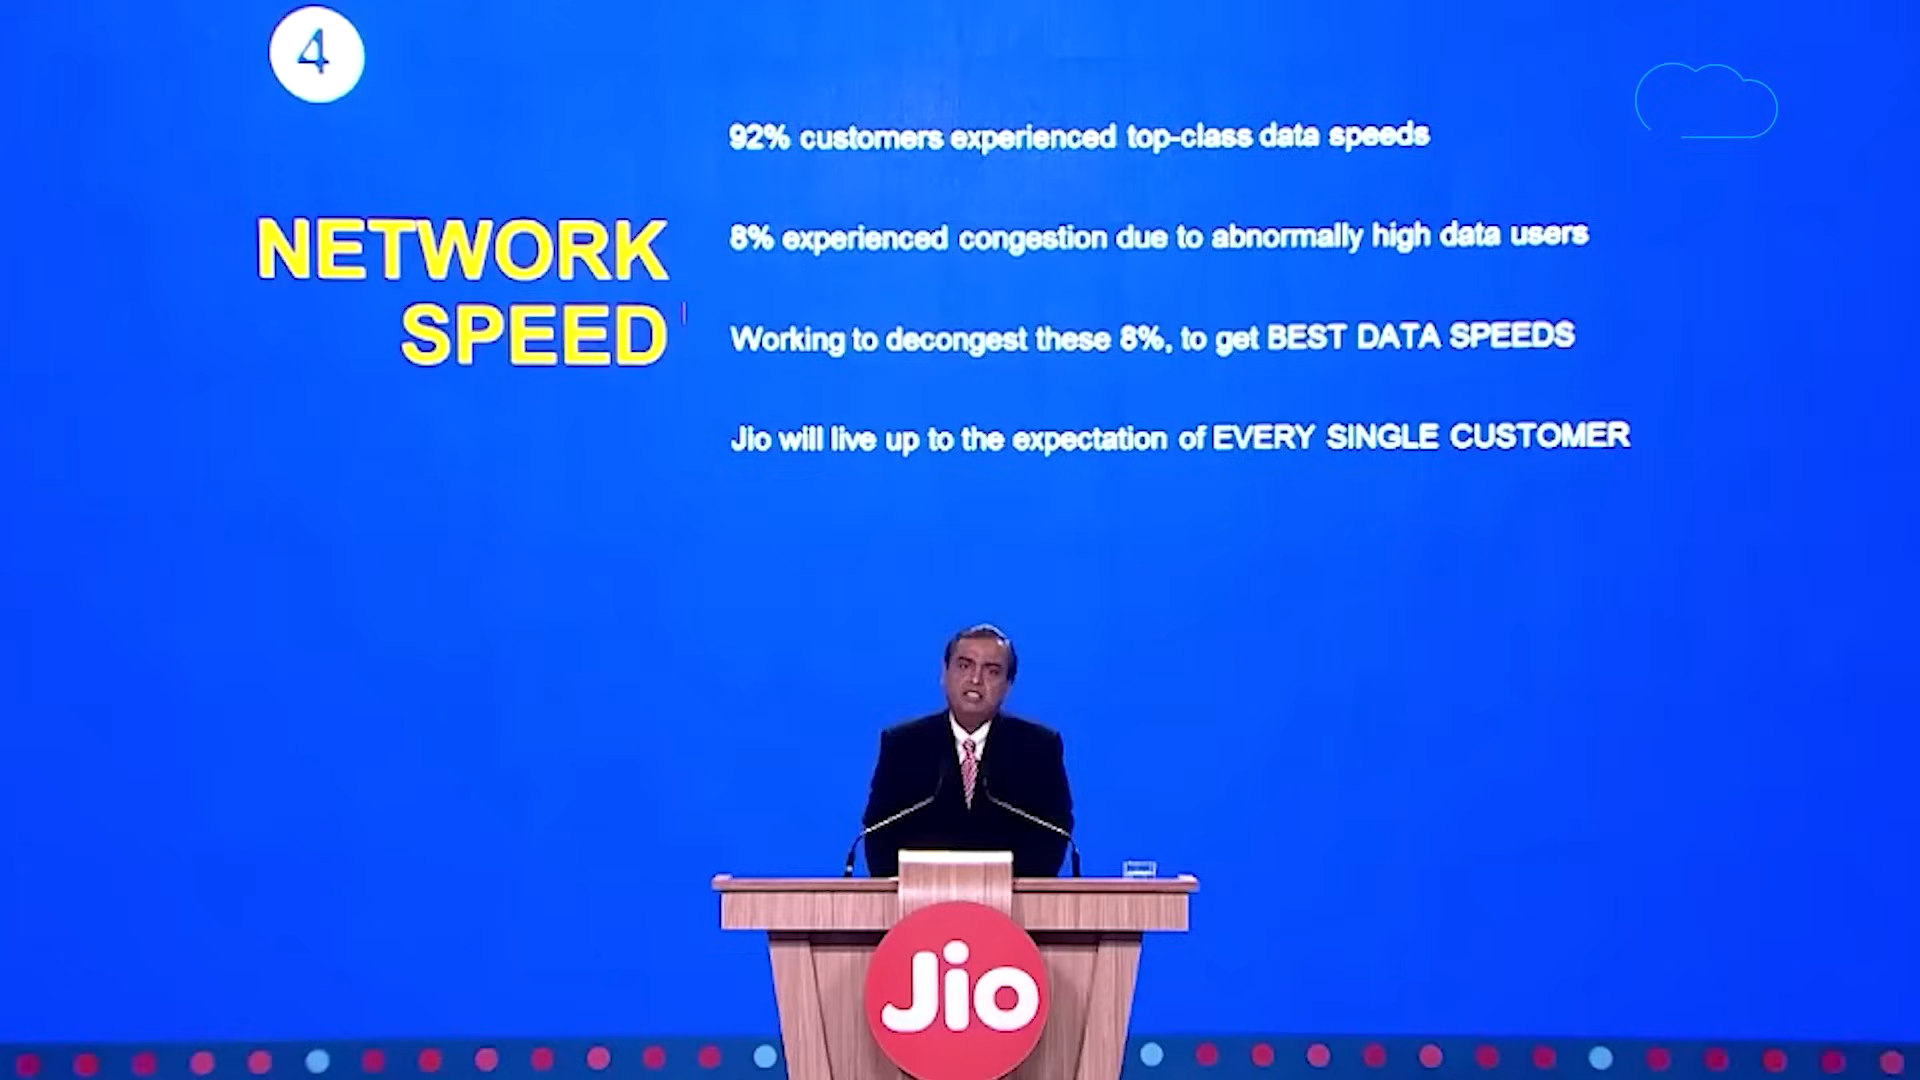 4
NETWORK
SPEED
92% customers experienced top-class data speeds
8% experienced congestion due to abnormally high data users
Working to decongest these 8%, to get BEST DATA SPEEDS
Jio will live up to the expectation of EVERY SINGLE CUSTOMER
Jio